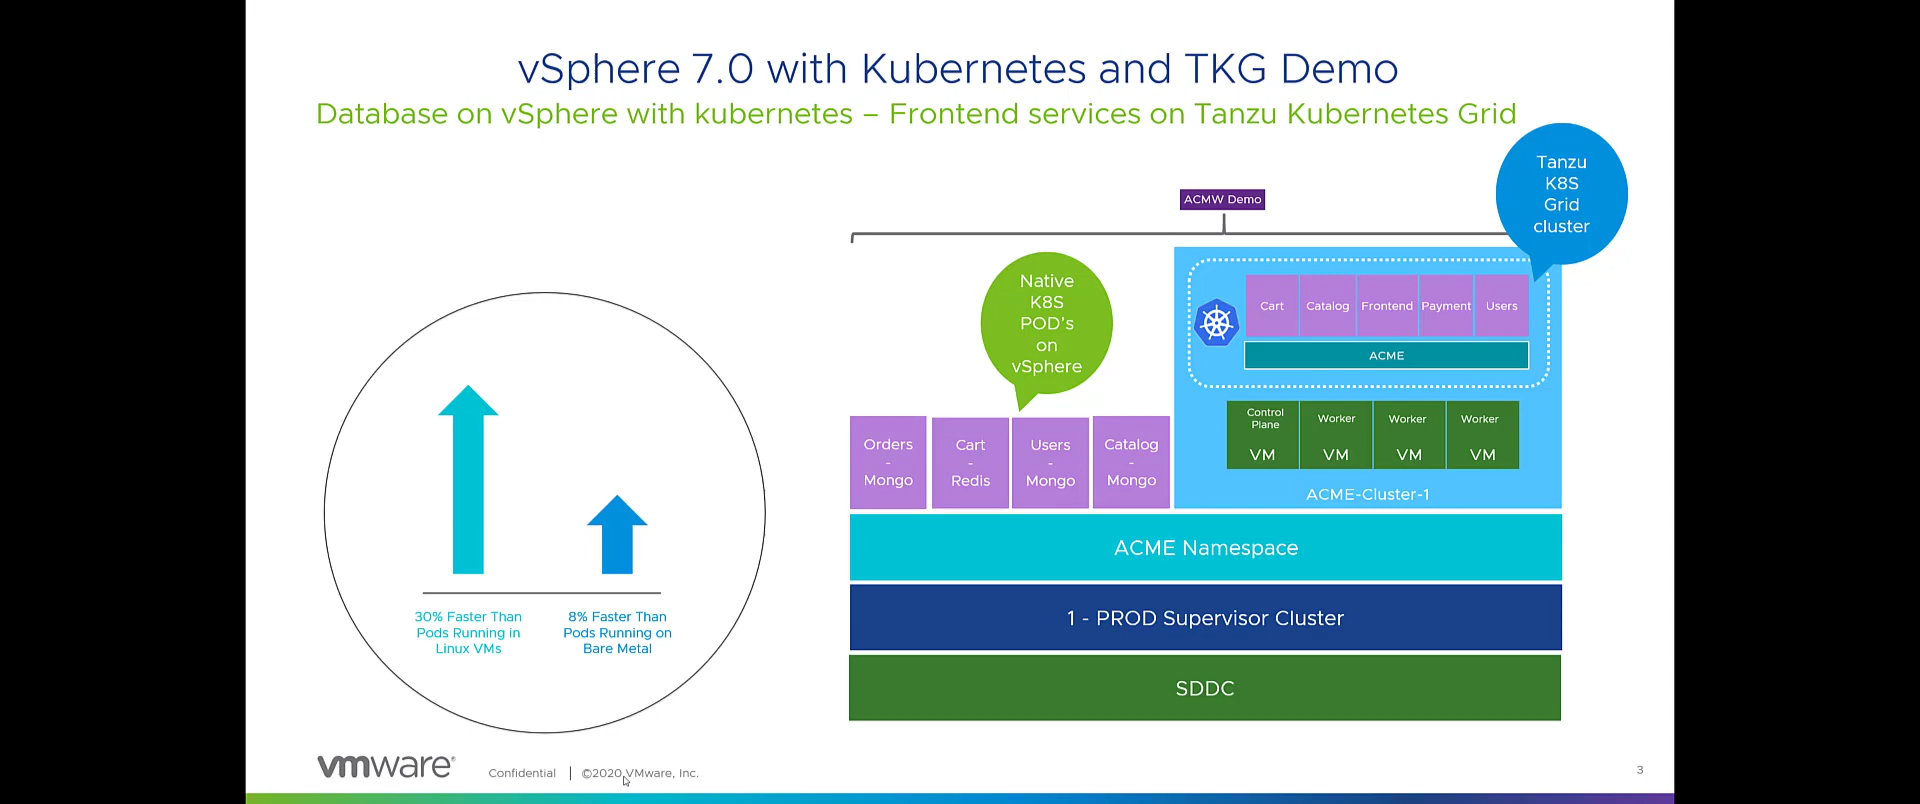 vSphere 7.0 with Kubernetes and TKG Demo
Database on vSphere with kubernetes – Frontend services on Tanzu Kubernetes Grid
Tanzu
K8S
Grid
cluster
ACMW Demo
Native
K8S
POD's
on
vSphere
Cart
Catalog
Frontend
Payment
Users
ACME
Control
Plane
VM
Worker
VM
Worker
VM
Worker
VM
ACME-Cluster-1
Orders
-
Mongo
Cart
-
Redis
Users
-
Mongo
Catalog
-
Mongo
ACME Namespace
1 - PROD Supervisor Cluster
SDDC
30% Faster Than
Pods Running in
Linux VMs
8% Faster Than
Pods Running on
Bare Metal
vmware®
Confidential | ©2020 VMware, Inc.
3